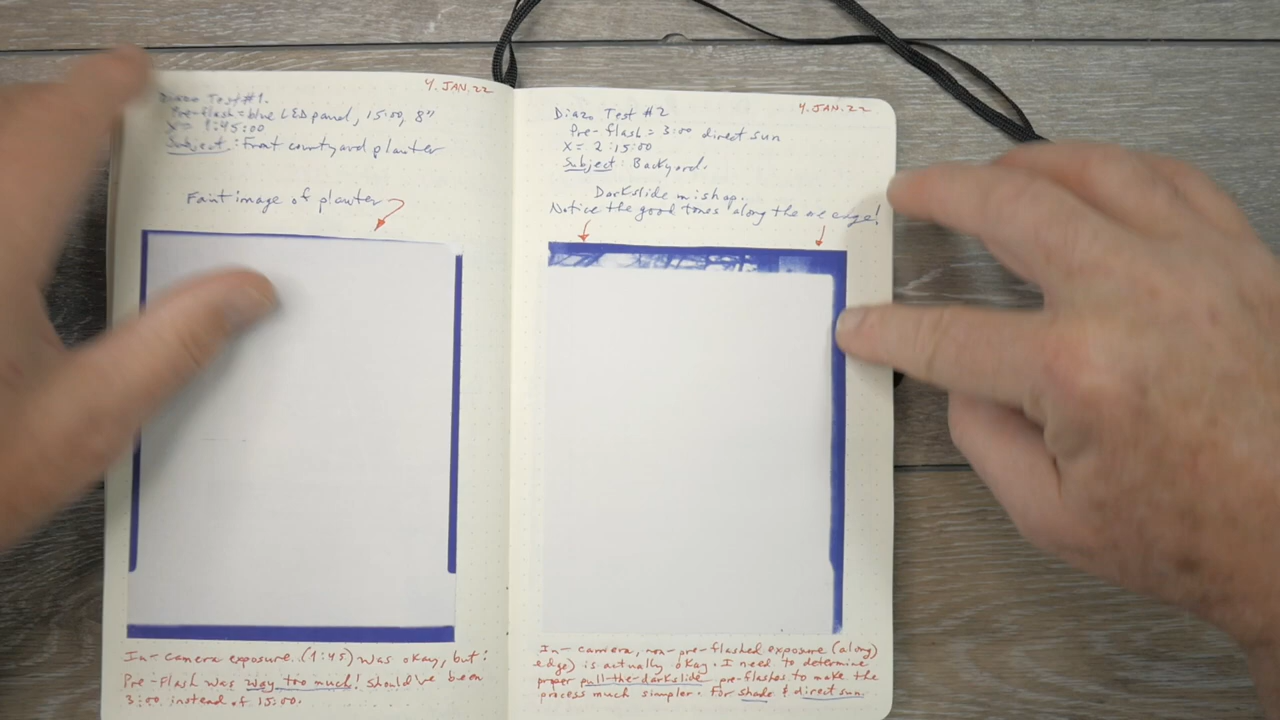 4. JAN. 22
Diazo Test #1.
Pre-flash = blue LED panel, 15:00, 8"
X = 1:45:00
Subject: Front courtyard planter
Faint image of planter
In-camera exposure (1:45) was okay, but:
Pre-flash was way too much! Should've been
3:00 instead of 15:00.
4. JAN. 22
Diazo Test #2
Pre-flash = 3:00 direct sun
X = 2:15:00
Subject: Backyard.
Darkslide mishap.
Notice the good tones along the edge!
In-camera, non-pre-flashed exposure (along
edge) is actually okay. I need to determine
proper pull-the-darkslide pre-flashes to make the
process much simpler. For shade & direct sun.